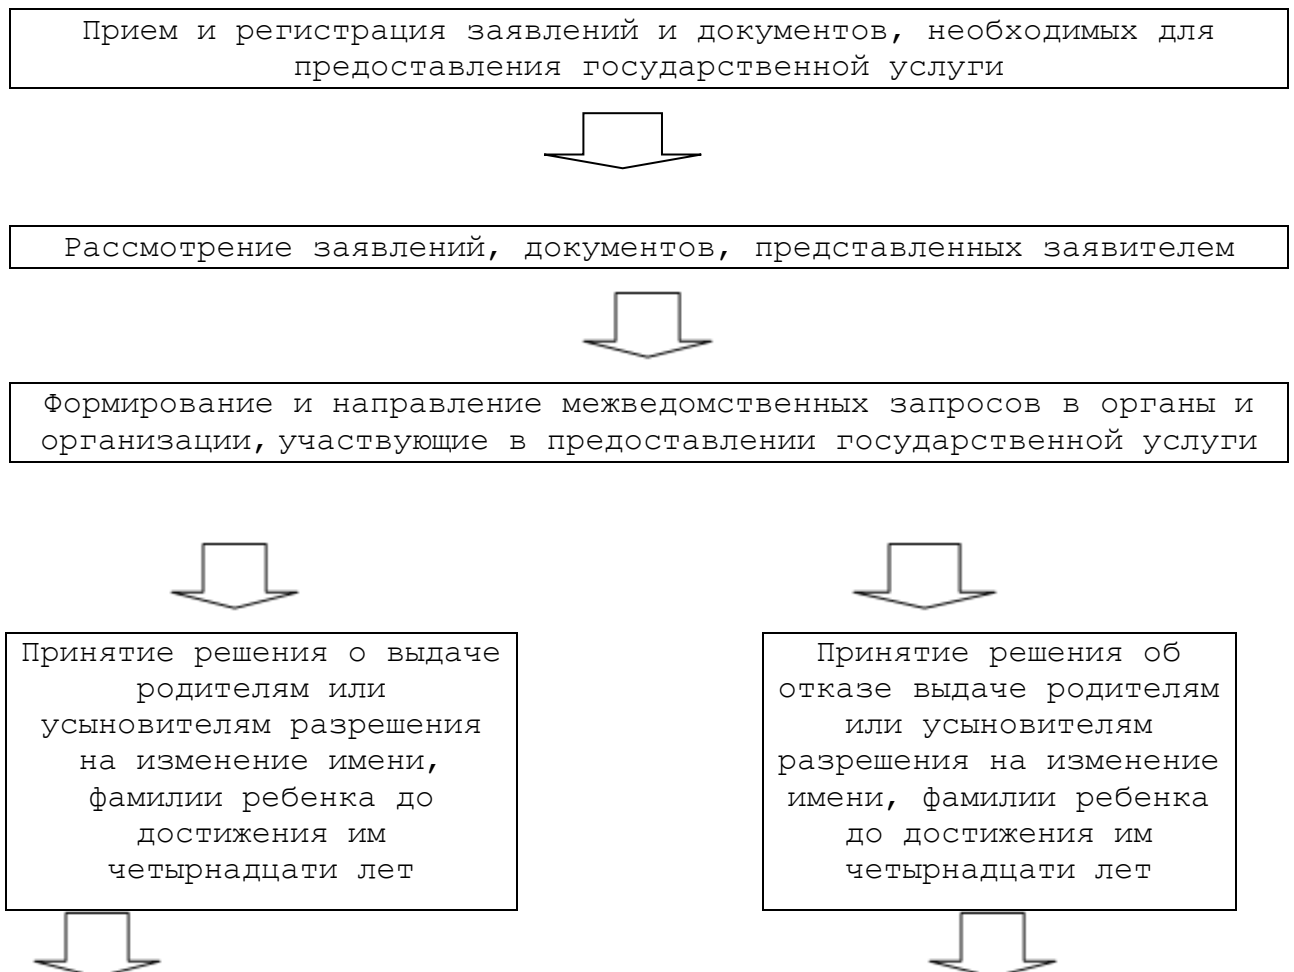 Прием и регистрация заявлений и документов, необходимых для
предоставления государственной услуги
Рассмотрение заявлений, документов, представленных заявителем
Формирование и направление межведомственных запросов в органы и
организации, участвующие в предоставлении государственной услуги
Принятие решения о выдаче
родителям или
усыновителям разрешения
на изменение имени,
фамилии ребенка до
достижения им
четырнадцати лет
Принятие решения об
отказе выдаче родителям
или усыновителям
разрешения на изменение
имени, фамилии ребенка
до достижения им
четырнадцати лет